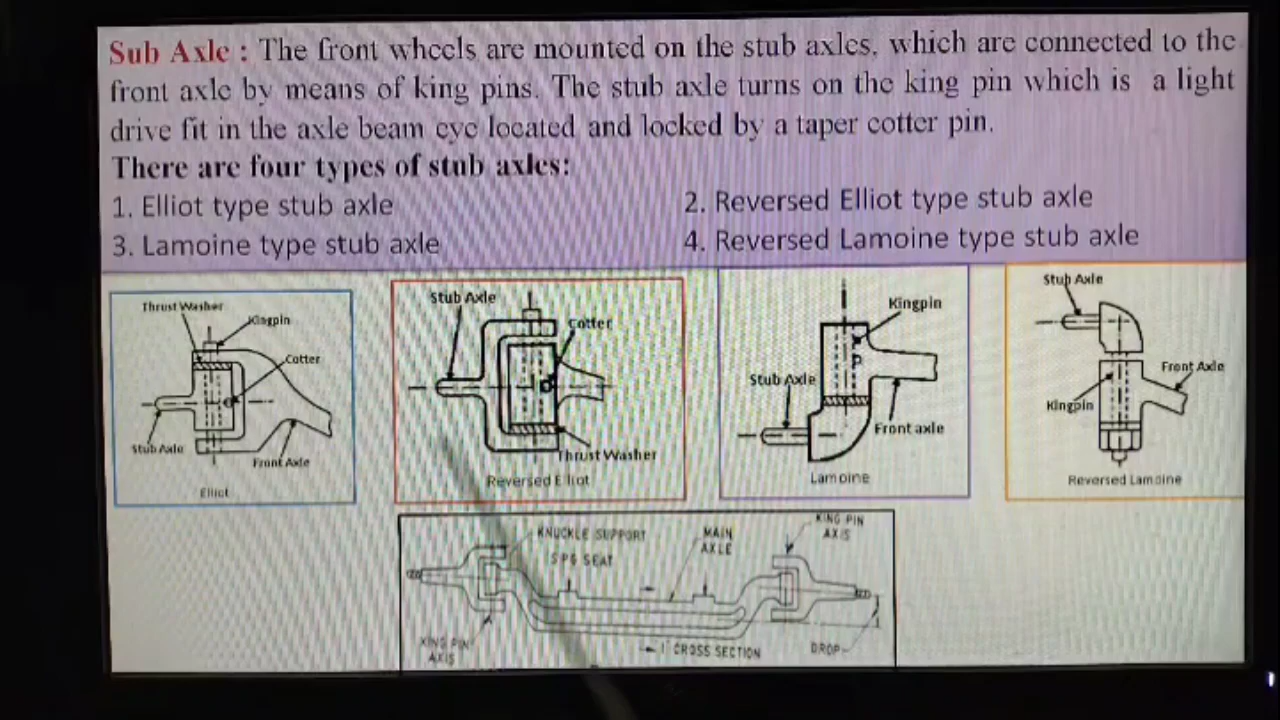 Sub Axle : The front wheels are mounted on the stub axles, which are connected to the
front axle by means of king pins. The stub axle turns on the king pin which is a light
drive fit in the axle beam eye located and locked by a taper cotter pin.
There are four types of stub axles:
1. Elliot type stub axle
2. Reversed Elliot type stub axle
3. Lamoine type stub axle
4. Reversed Lamoine type stub axle
Thrust Washer
Kingpin
Cotter
Stub Axle
Front Axle
Elliot
Stub Axle
Cotter
Thrust Washer
Reversed Elliot
Kingpin
Stub Axle
P
P
Front axle
Lamoine
Stub Axle
Front Axle
Kingpin
Reversed Lamoine
KNUCKLE SUPPORT
SPG SEAT
MAIN
AXLE
KING PIN
AXIS
KING PIN
AXIS
I CROSS SECTION
DROP